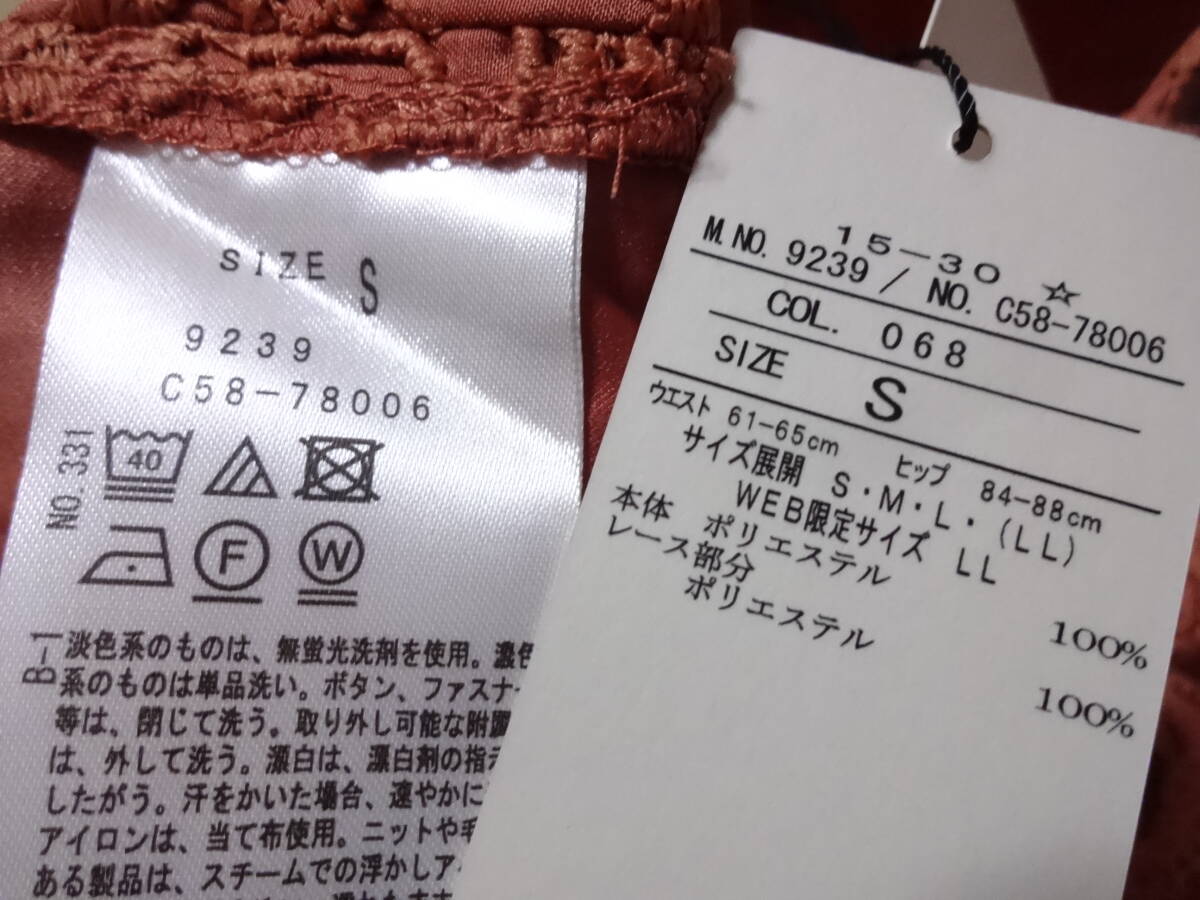 SIZE S
9239
C58-78006
NO. 331
40
F W
B-1
淡色系のものは、無蛍光洗剤を使用。濃色
系のものは単品洗い。ボタン、ファスナー
等は、閉じて洗う。取り外し可能な附属
は、外して洗う。漂白は、漂白剤の指示
したがう。汗をかいた場合、速やかに
アイロンは、当て布使用。ニットや毛
ある製品は、スチームでの浮かしア
15-30 ☆
M.NO. 9239 / NO. C58-78006
COL. 068
SIZE S
ウエスト 61-65cm ヒップ 84-88cm
サイズ展開 S・M・L・(LL)
WEB限定サイズ LL
本体 ポリエステル 100%
レース部分
ポリエステル 100%